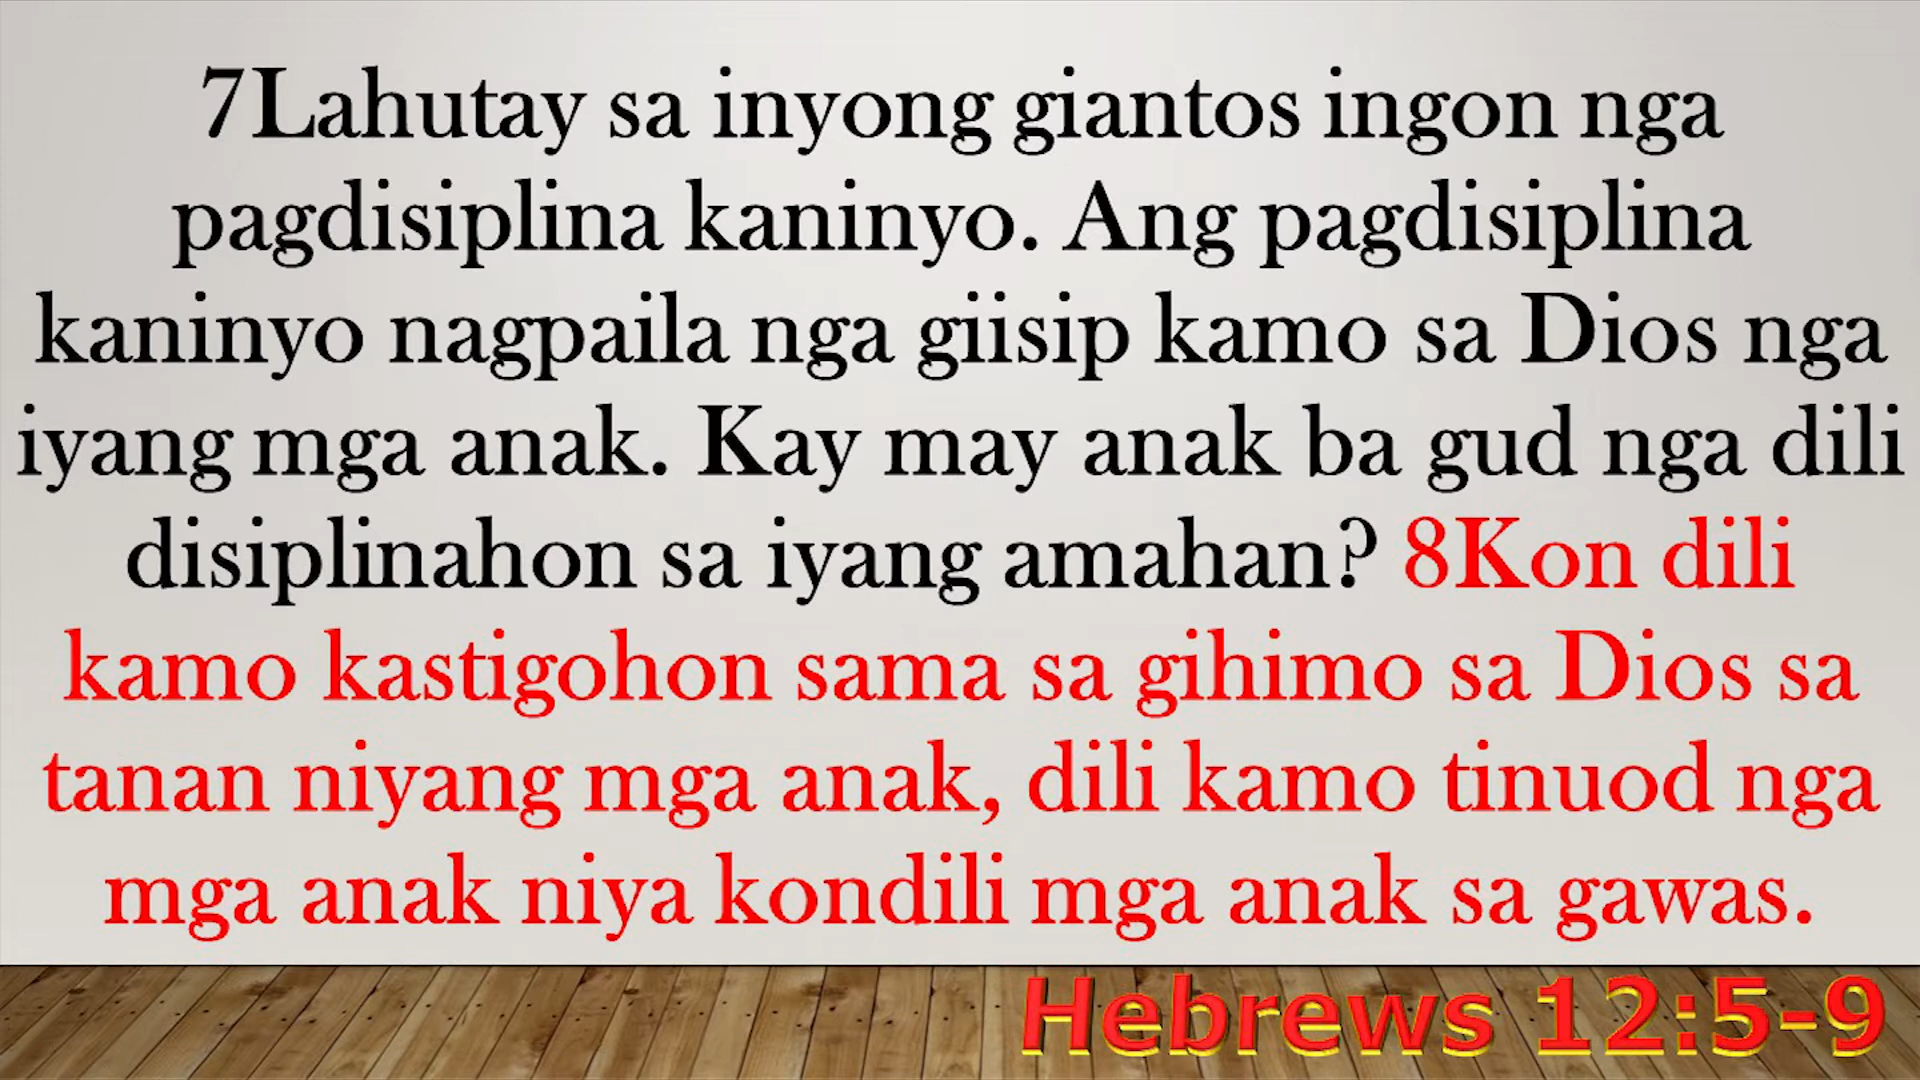 7Lahutay sa inyong giantos ingon nga
pagdisiplina kaninyo. Ang pagdisiplina
kaninyo nagpaila nga giisip kamo sa Dios nga
iyang mga anak. Kay may anak ba gud nga dili
disiplinahon sa iyang amahan? 8Kon dili
kamo kastigohon sama sa gihimo sa Dios sa
tanan niyang mga anak, dili kamo tinuod nga
mga anak niya kondili mga anak sa gawas.
Hebrews 12:5-9